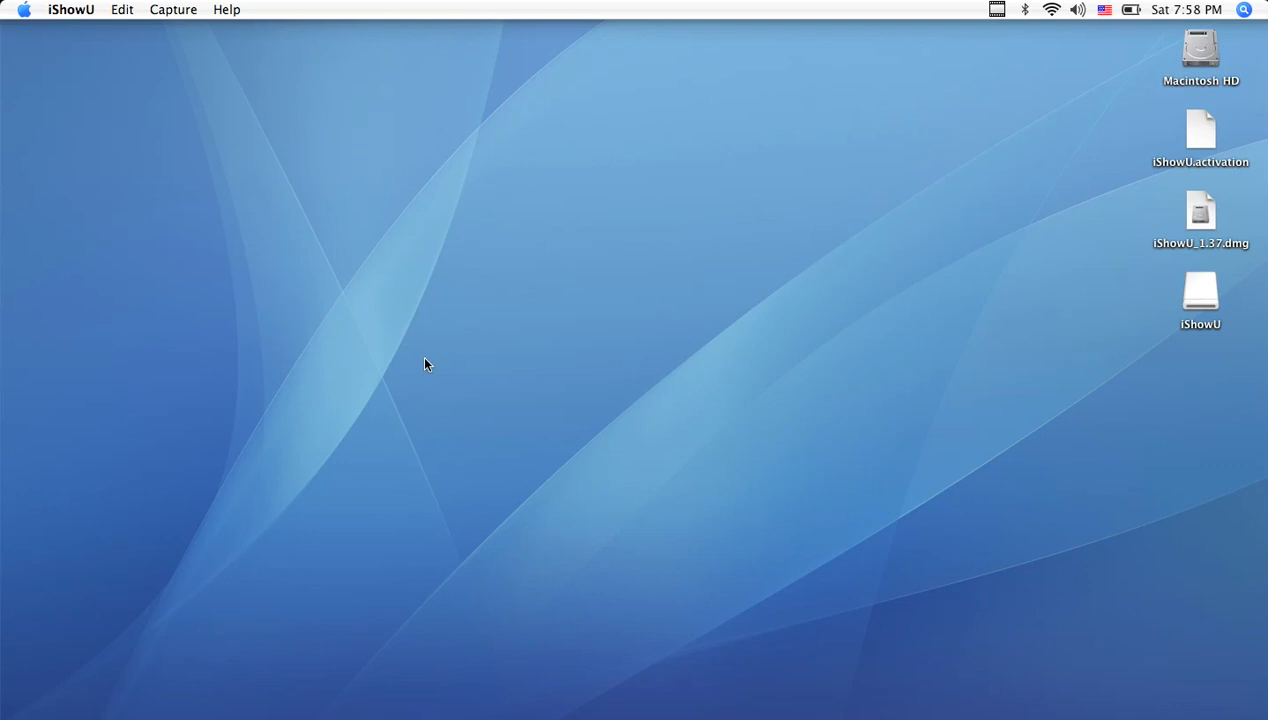 iShowU Edit Capture Help Sat 7:58 PM
Macintosh HD
iShowU.activation
iShowU_1.37.dmg
iShowU